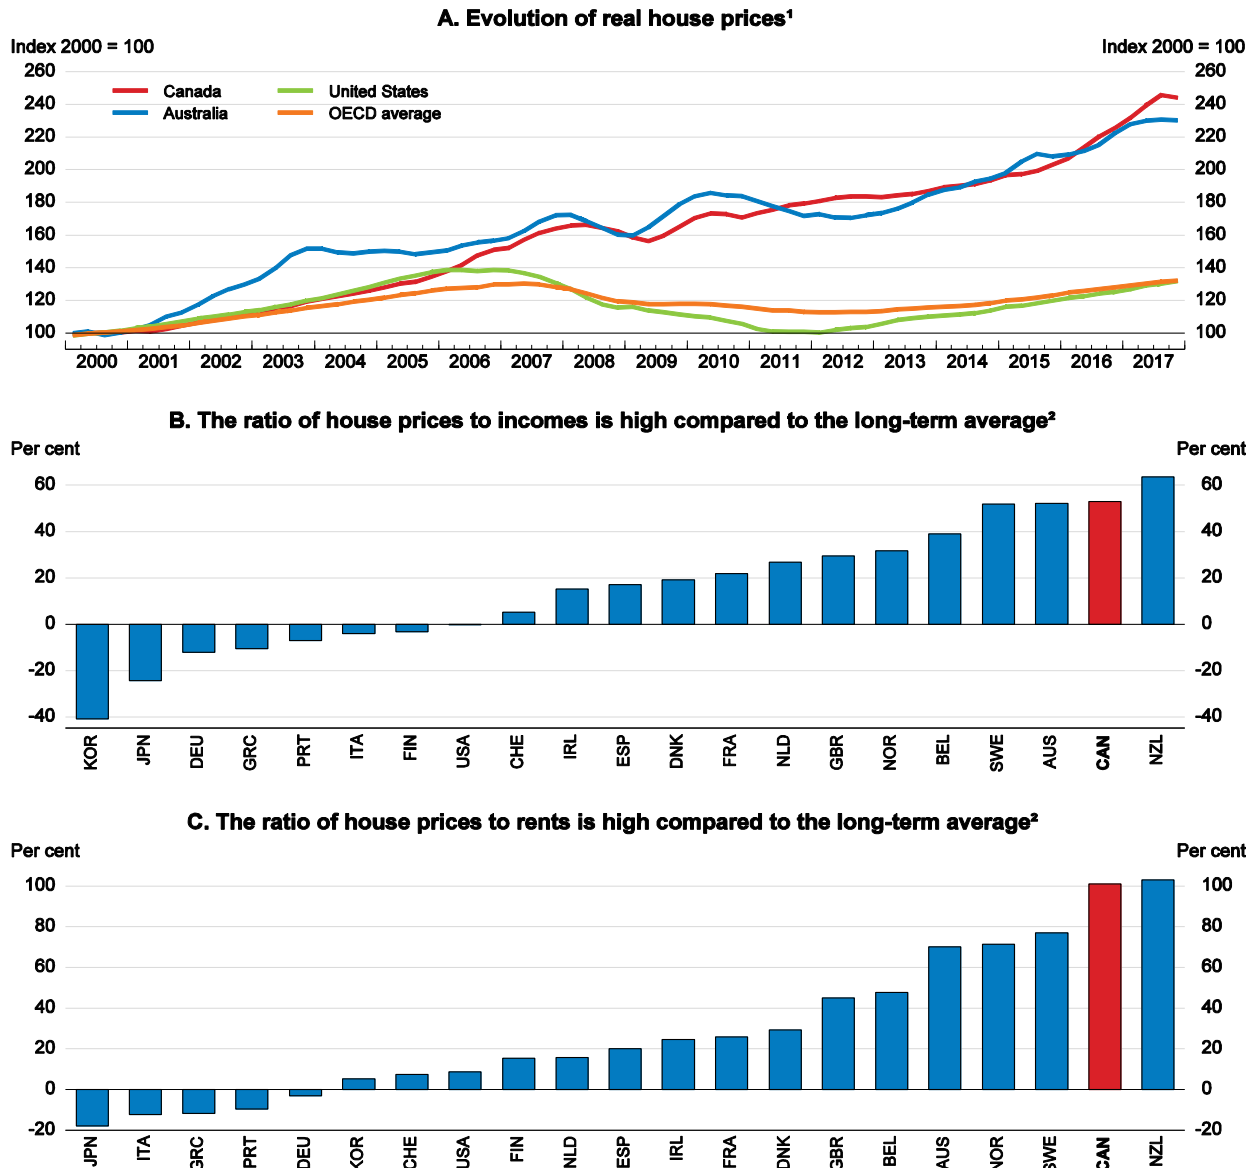 A. Evolution of real house prices¹
Index 2000 = 100 Index 2000 = 100
260 260
Canada United States
240 240
Australia OECD average
220 220
200 200
180 180
160 160
140 140
120 120
100 100
2000 2001 2002 2003 2004 2005 2006 2007 2008 2009 2010 2011 2012 2013 2014 2015 2016 2017
B. The ratio of house prices to incomes is high compared to the long-term average²
Per cent Per cent
60 60
40 40
20 20
0 0
-20 -20
-40 -40
KOR JPN DEU GRC PRT ITA FIN USA CHE IRL ESP DNK FRA NLD GBR NOR BEL SWE AUS CAN NZL
C. The ratio of house prices to rents is high compared to the long-term average²
Per cent Per cent
100 100
80 80
60 60
40 40
20 20
0 0
-20 -20
JPN ITA GRC PRT DEU KOR CHE USA FIN NLD ESP IRL FRA DNK GBR BEL AUS NOR SWE CAN NZL